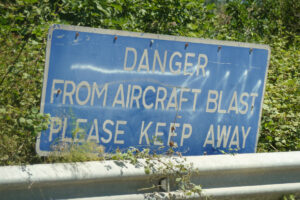 DANGER
FROM AIRCRAFT BLAST
PLEASE KEEP AWAY